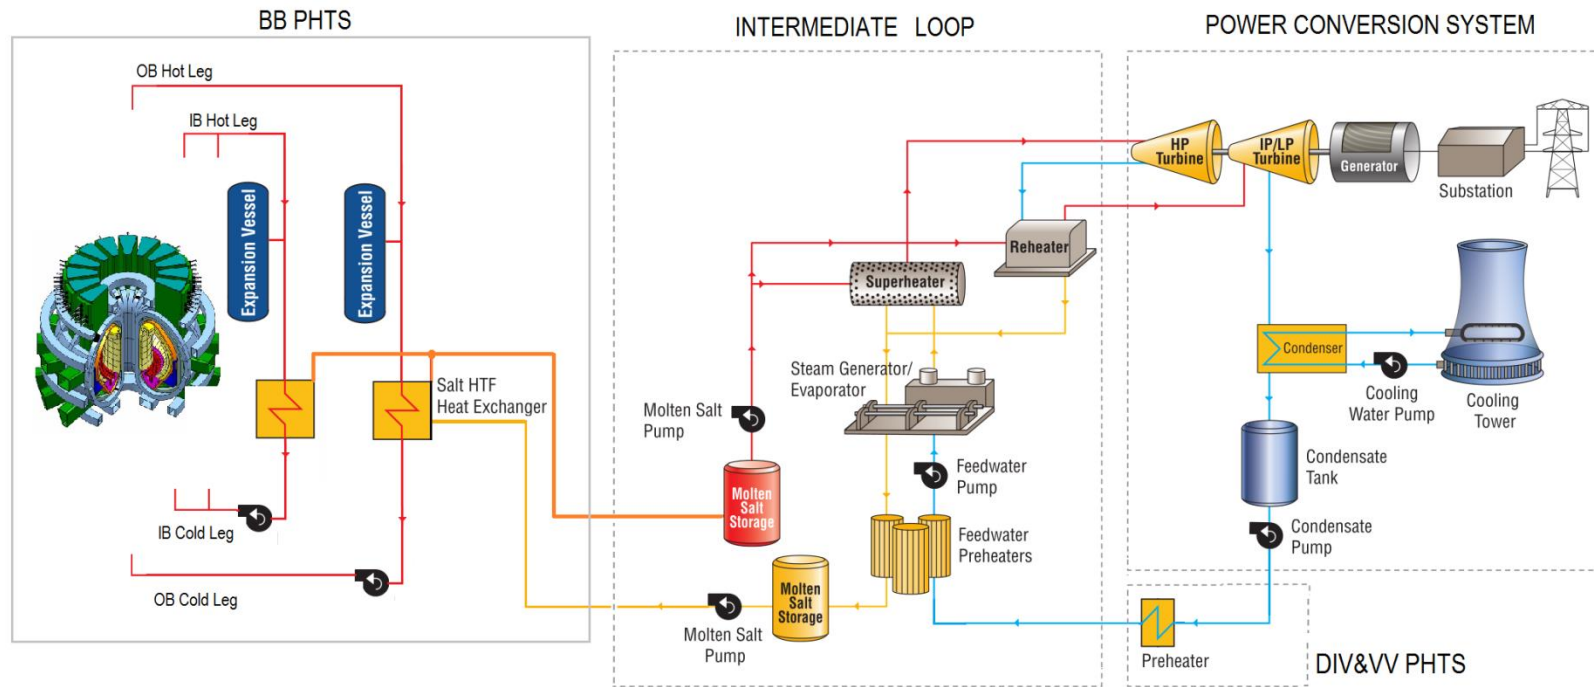 BB PHTS
INTERMEDIATE LOOP
POWER CONVERSION SYSTEM
OB Hot Leg
IB Hot Leg
Expansion Vessel
Expansion Vessel
Salt HTF
Heat Exchanger
IB Cold Leg
OB Cold Leg
HP
Turbine
IP/LP
Turbine
Generator
Substation
Reheater
Superheater
Steam Generator/
Evaporator
Molten Salt
Pump
Molten
Salt
Storage
Feedwater
Pump
Feedwater
Preheaters
Molten
Salt
Storage
Molten Salt
Pump
Condenser
Cooling
Water Pump
Cooling
Tower
Condensate
Tank
Condensate
Pump
Preheater
DIV&VV PHTS